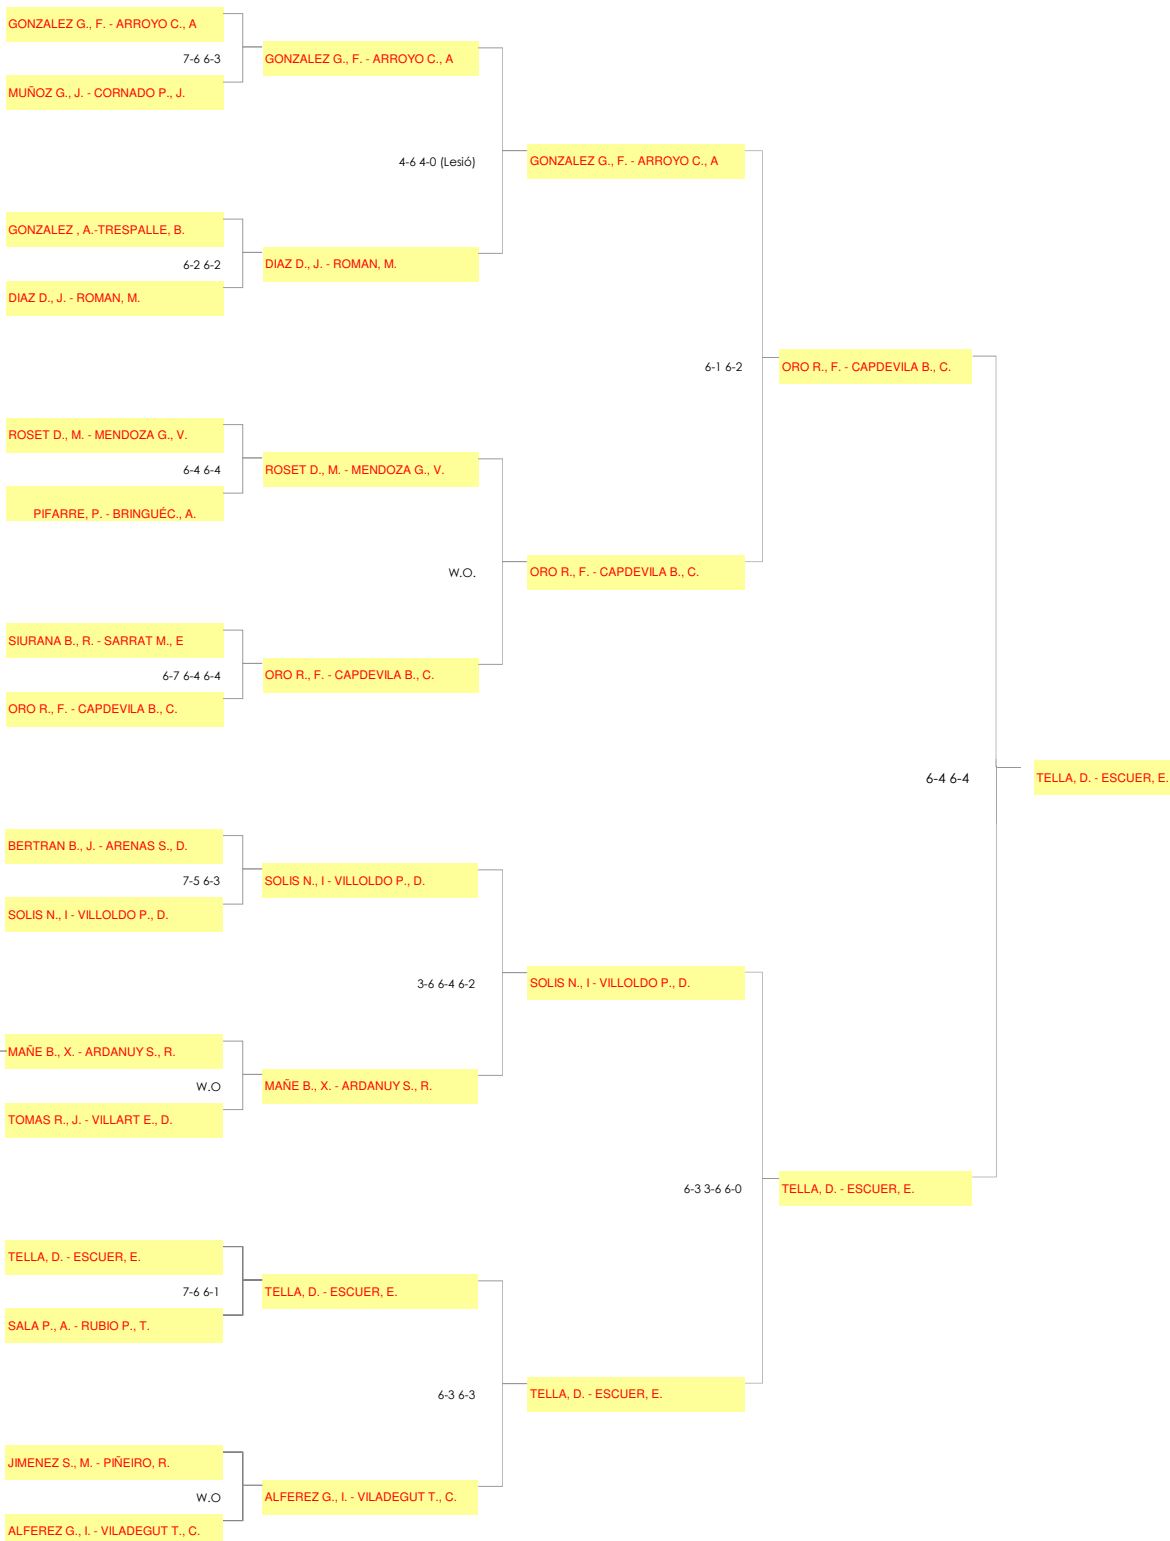 GONZALEZ G., F. - ARROYO C., A
7-6 6-3
GONZALEZ G., F. - ARROYO C., A
MUÑOZ G., J. - CORNADO P., J.
4-6 4-0 (Lesió)
GONZALEZ G., F. - ARROYO C., A
GONZALEZ , A.-TRESPALLE, B.
6-2 6-2
DIAZ D., J. - ROMAN, M.
DIAZ D., J. - ROMAN, M.
6-1 6-2
ORO R., F. - CAPDEVILA B., C.
ROSET D., M. - MENDOZA G., V.
6-4 6-4
ROSET D., M. - MENDOZA G., V.
PIFARRE, P. - BRINGUÉC., A.
W.O.
ORO R., F. - CAPDEVILA B., C.
SIURANA B., R. - SARRAT M., E
6-7 6-4 6-4
ORO R., F. - CAPDEVILA B., C.
ORO R., F. - CAPDEVILA B., C.
6-4 6-4
TELLA, D. - ESCUER, E.
BERTRAN B., J. - ARENAS S., D.
7-5 6-3
SOLIS N., I - VILLOLDO P., D.
SOLIS N., I - VILLOLDO P., D.
3-6 6-4 6-2
SOLIS N., I - VILLOLDO P., D.
MAÑE B., X. - ARDANUY S., R.
W.O
MAÑE B., X. - ARDANUY S., R.
TOMAS R., J. - VILLART E., D.
6-3 3-6 6-0
TELLA, D. - ESCUER, E.
TELLA, D. - ESCUER, E.
7-6 6-1
TELLA, D. - ESCUER, E.
SALA P., A. - RUBIO P., T.
6-3 6-3
TELLA, D. - ESCUER, E.
JIMENEZ S., M. - PIÑEIRO, R.
W.O
ALFEREZ G., I. - VILADEGUT T., C.
ALFEREZ G., I. - VILADEGUT T., C.